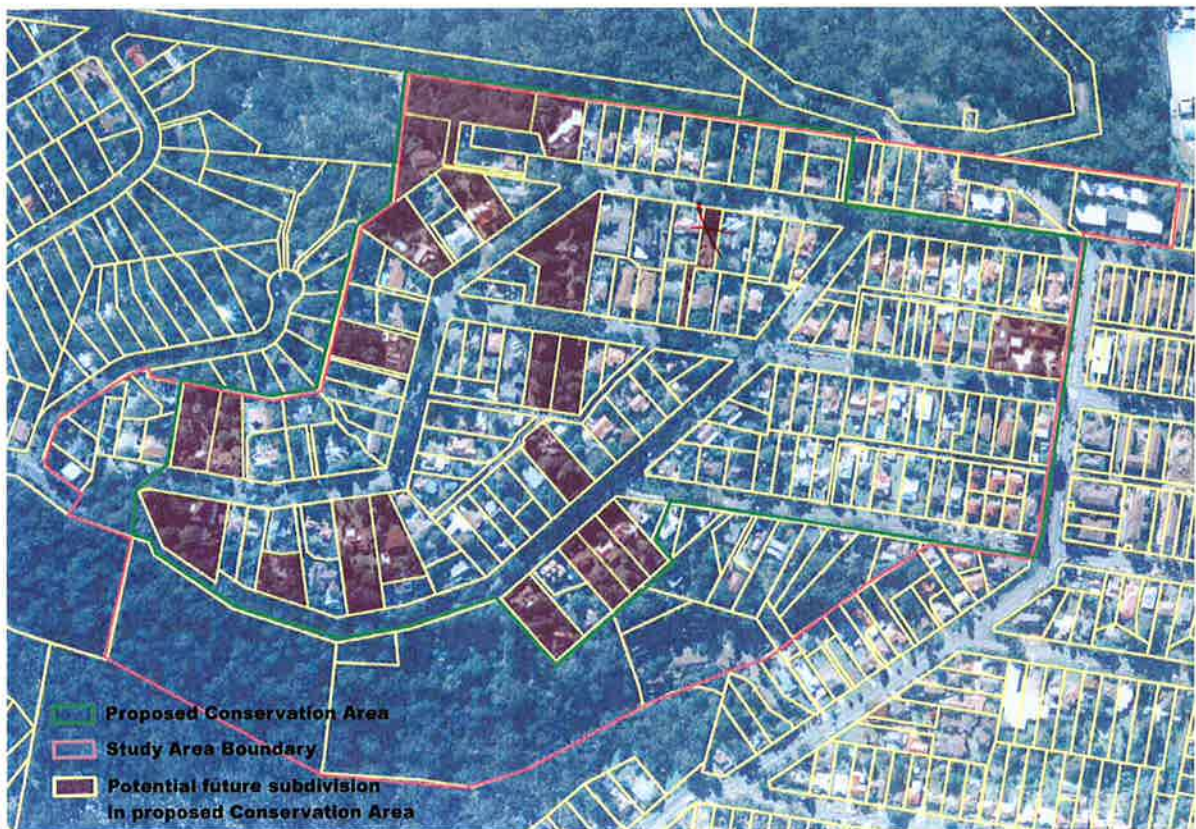 Proposed Conservation Area
Study Area Boundary
Potential future subdivision
in proposed Conservation Area